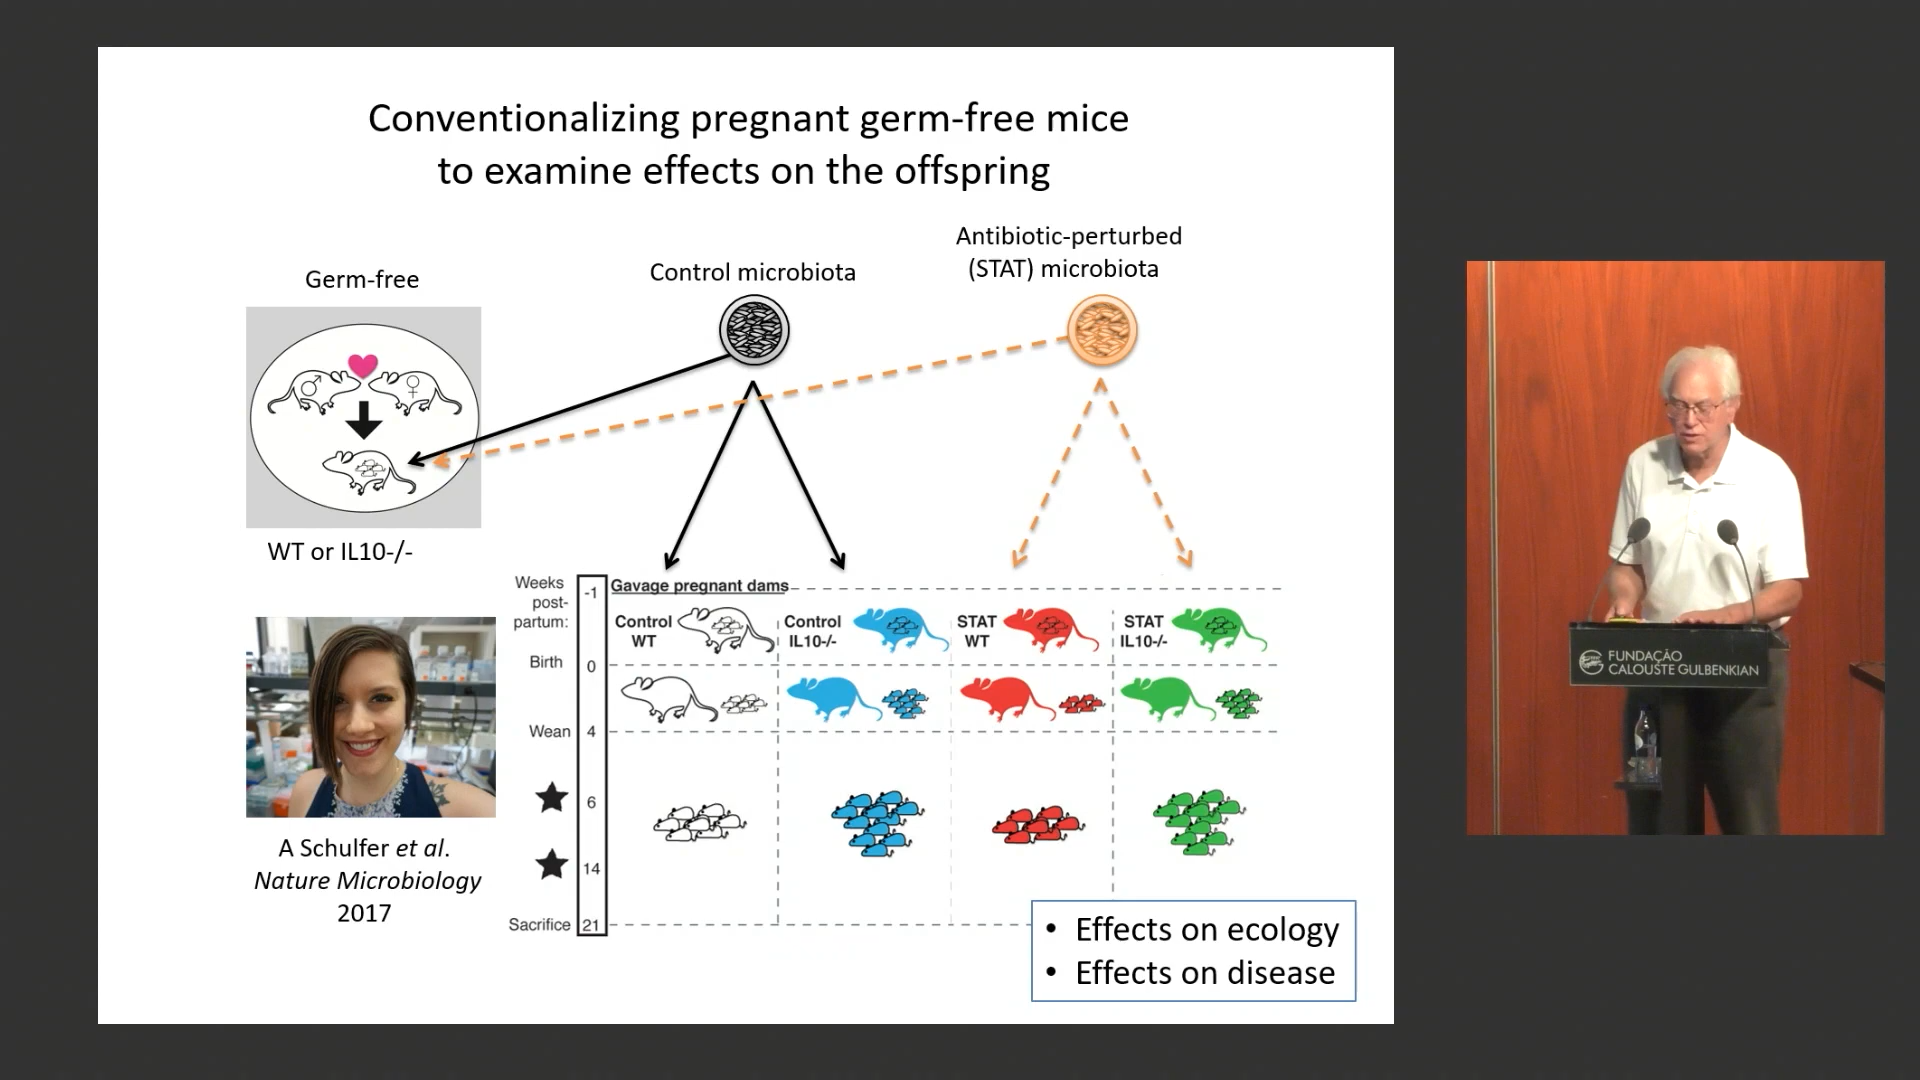 Conventionalizing pregnant germ-free mice
to examine effects on the offspring
Germ-free
Control microbiota
Antibiotic-perturbed
(STAT) microbiota
WT or IL10-/-
Weeks
post-
partum:
-1
Gavage pregnant dams
Control
WT
Control
IL10-/-
STAT
WT
STAT
IL10-/-
Birth
0
Wean
4
6
14
Sacrifice
21
A Schulfer et al.
Nature Microbiology
2017
• Effects on ecology
• Effects on disease
FUNDAÇÃO
CALOUSTE GULBENKIAN